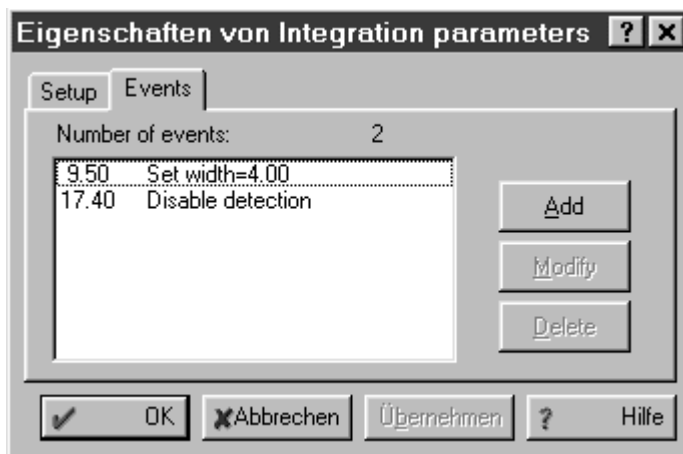 Eigenschaften von Integration parameters ? ×
Setup Events
Number of events: 2
9.50 Set width=4.00
17.40 Disable detection
Add
Modify
Delete
OK Abbrechen Übernehmen ? Hilfe